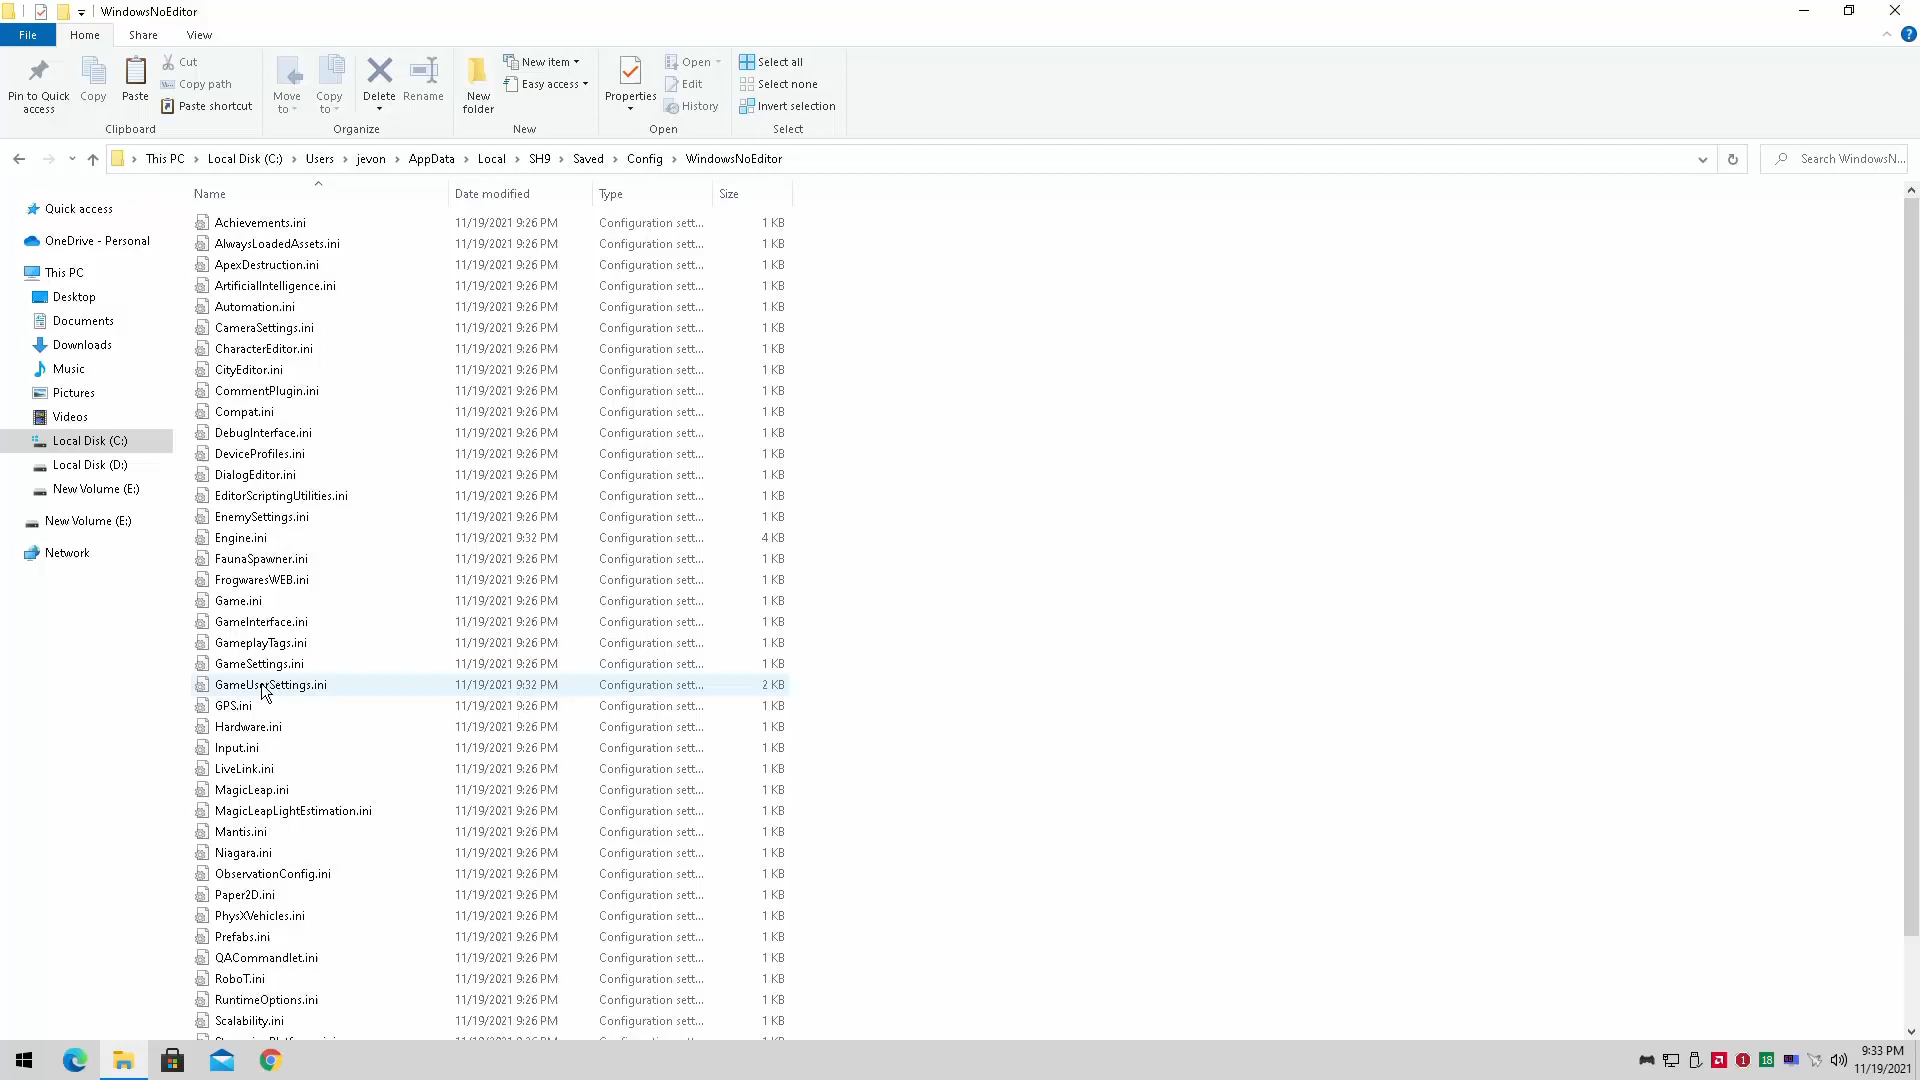 WindowsNoEditor
File Home Share View
Pin to Quick access
Copy
Paste
Cut
Copy path
Paste shortcut
Clipboard
Move to
Copy to
Delete
Rename
Organize
New folder
New item
Easy access
New
Properties
Open
Edit
History
Open
Select all
Select none
Invert selection
Select
This PC > Local Disk (C:) > Users > jevon > AppData > Local > SH9 > Saved > Config > WindowsNoEditor
Search WindowsN...
Quick access
OneDrive - Personal
This PC
Desktop
Documents
Downloads
Music
Pictures
Videos
Local Disk (C:)
Local Disk (D:)
New Volume (E:)
New Volume (E:)
Network
Name Date modified Type Size
Achievements.ini 11/19/2021 9:26 PM Configuration sett... 1 KB
AlwaysLoadedAssets.ini 11/19/2021 9:26 PM Configuration sett... 1 KB
ApexDestruction.ini 11/19/2021 9:26 PM Configuration sett... 1 KB
ArtificialIntelligence.ini 11/19/2021 9:26 PM Configuration sett... 1 KB
Automation.ini 11/19/2021 9:26 PM Configuration sett... 1 KB
CameraSettings.ini 11/19/2021 9:26 PM Configuration sett... 1 KB
CharacterEditor.ini 11/19/2021 9:26 PM Configuration sett... 1 KB
CityEditor.ini 11/19/2021 9:26 PM Configuration sett... 1 KB
CommentPlugin.ini 11/19/2021 9:26 PM Configuration sett... 1 KB
Compat.ini 11/19/2021 9:26 PM Configuration sett... 1 KB
DebugInterface.ini 11/19/2021 9:26 PM Configuration sett... 1 KB
DeviceProfiles.ini 11/19/2021 9:26 PM Configuration sett... 1 KB
DialogEditor.ini 11/19/2021 9:26 PM Configuration sett... 1 KB
EditorScriptingUtilities.ini 11/19/2021 9:26 PM Configuration sett... 1 KB
EnemySettings.ini 11/19/2021 9:26 PM Configuration sett... 1 KB
Engine.ini 11/19/2021 9:32 PM Configuration sett... 4 KB
FaunaSpawner.ini 11/19/2021 9:26 PM Configuration sett... 1 KB
FrogwaresWEB.ini 11/19/2021 9:26 PM Configuration sett... 1 KB
Game.ini 11/19/2021 9:26 PM Configuration sett... 1 KB
GameInterface.ini 11/19/2021 9:26 PM Configuration sett... 1 KB
GameplayTags.ini 11/19/2021 9:26 PM Configuration sett... 1 KB
GameSettings.ini 11/19/2021 9:26 PM Configuration sett... 1 KB
GameUserSettings.ini 11/19/2021 9:32 PM Configuration sett... 2 KB
GPS.ini 11/19/2021 9:26 PM Configuration sett... 1 KB
Hardware.ini 11/19/2021 9:26 PM Configuration sett... 1 KB
Input.ini 11/19/2021 9:26 PM Configuration sett... 1 KB
LiveLink.ini 11/19/2021 9:26 PM Configuration sett... 1 KB
MagicLeap.ini 11/19/2021 9:26 PM Configuration sett... 1 KB
MagicLeapLightEstimation.ini 11/19/2021 9:26 PM Configuration sett... 1 KB
Mantis.ini 11/19/2021 9:26 PM Configuration sett... 1 KB
Niagara.ini 11/19/2021 9:26 PM Configuration sett... 1 KB
ObservationConfig.ini 11/19/2021 9:26 PM Configuration sett... 1 KB
Paper2D.ini 11/19/2021 9:26 PM Configuration sett... 1 KB
PhysXVehicles.ini 11/19/2021 9:26 PM Configuration sett... 1 KB
Prefabs.ini 11/19/2021 9:26 PM Configuration sett... 1 KB
QACommandlet.ini 11/19/2021 9:26 PM Configuration sett... 1 KB
RoboT.ini 11/19/2021 9:26 PM Configuration sett... 1 KB
RuntimeOptions.ini 11/19/2021 9:26 PM Configuration sett... 1 KB
Scalability.ini 11/19/2021 9:26 PM Configuration sett... 1 KB
1
18
9:33 PM
11/19/2021